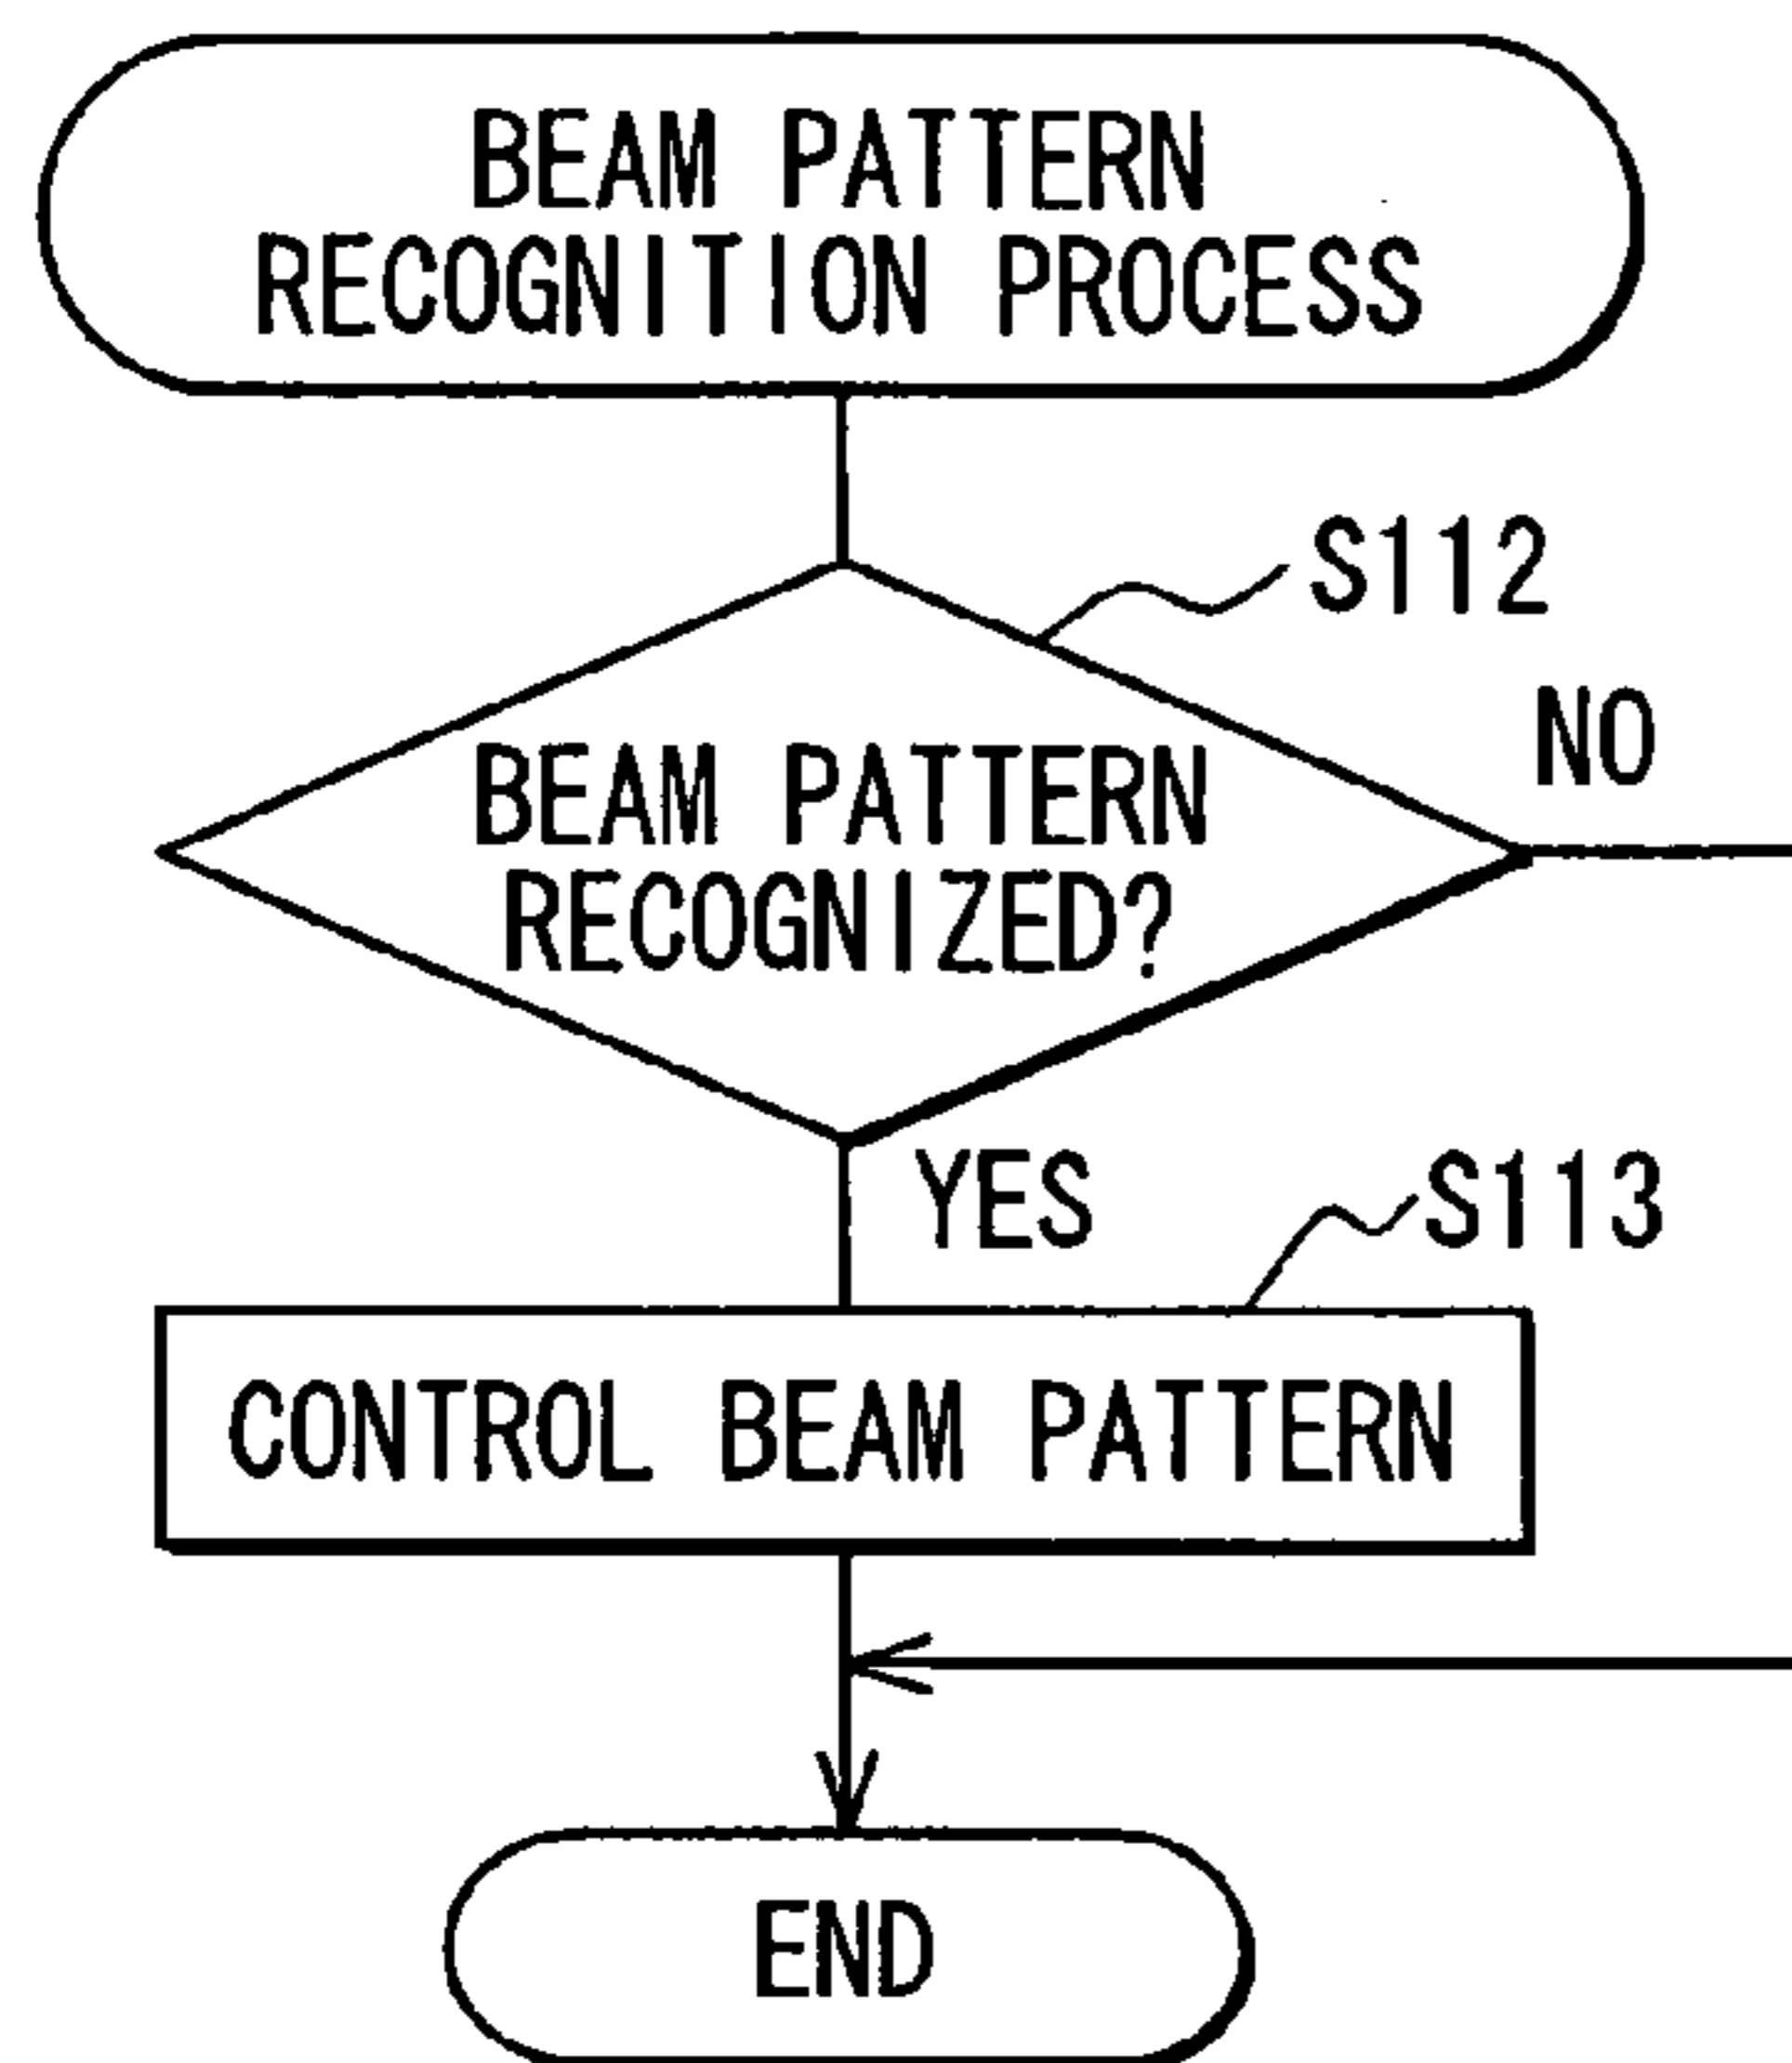 BEAM PATTERN
RECOGNITION PROCESS
S112
NO
BEAM PATTERN
RECOGNIZED?
YES
S113
CONTROL BEAM PATTERN
END